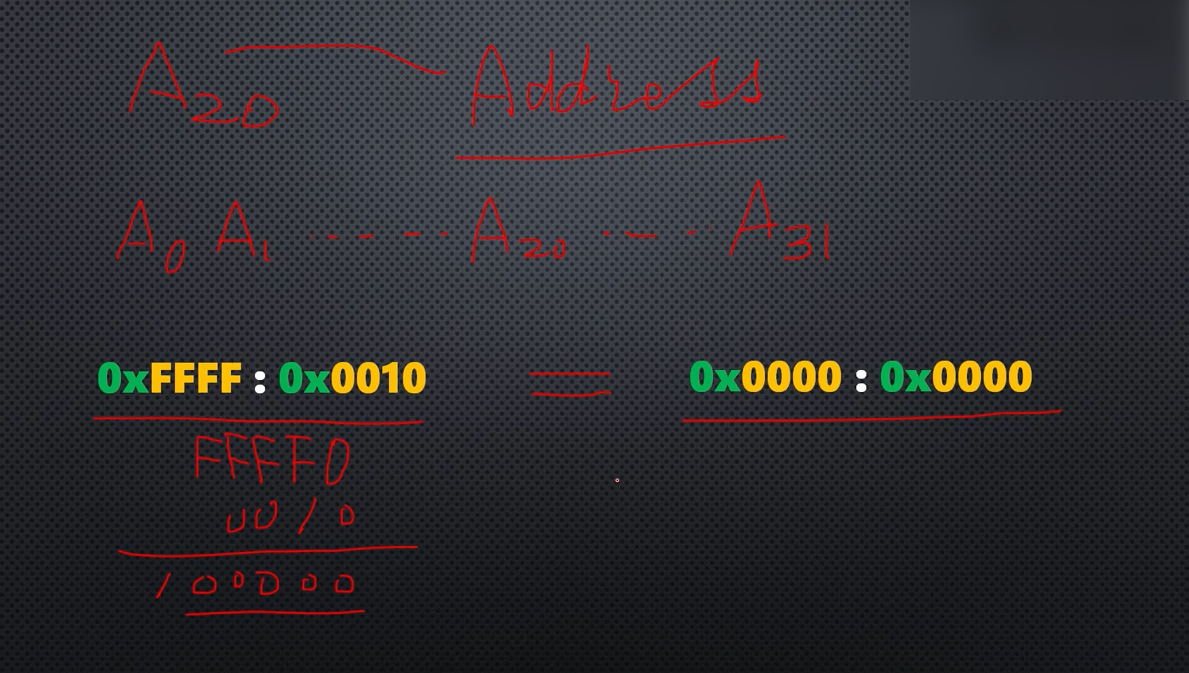 A20 Address
A0 A1 ...... A20 ...... A31
0xFFFF : 0x0010 = 0x0000 : 0x0000
FFFF0
0010
100000